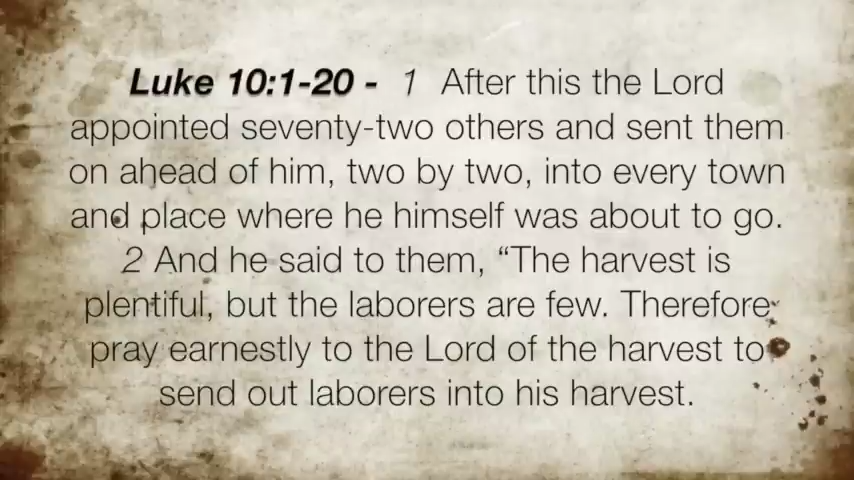 Luke 10:1-20 - 1 After this the Lord
appointed seventy-two others and sent them
on ahead of him, two by two, into every town
and place where he himself was about to go.
2 And he said to them, “The harvest is
plentiful, but the laborers are few. Therefore
pray earnestly to the Lord of the harvest to
send out laborers into his harvest.